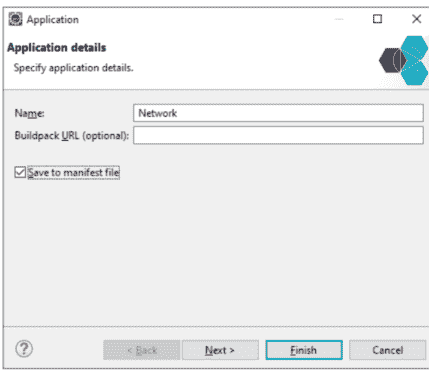 Application
Application details
Specify application details.
Name: Network
Buildpack URL (optional):
Save to manifest file
? < Back Next > Finish Cancel